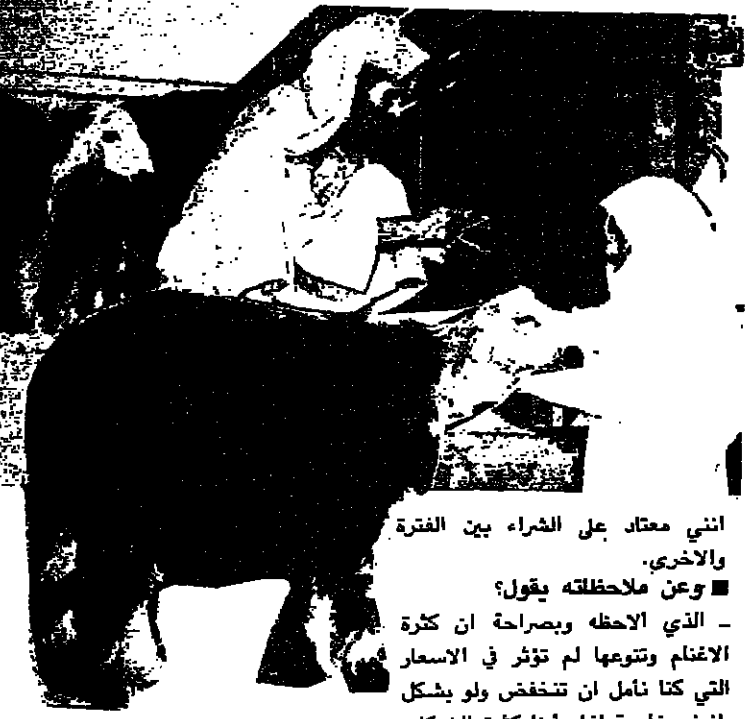 انني معتاد على الشراء بين الفترة
والاخرى.
■ وعن ملاحظته يقول؟
ـ الذي الاحظه وبصراحة ان كثرة
الاغنام وتنوعها لم تؤثر في الاسعار
التي كنا نأمل ان تنخفض ولو بشكل